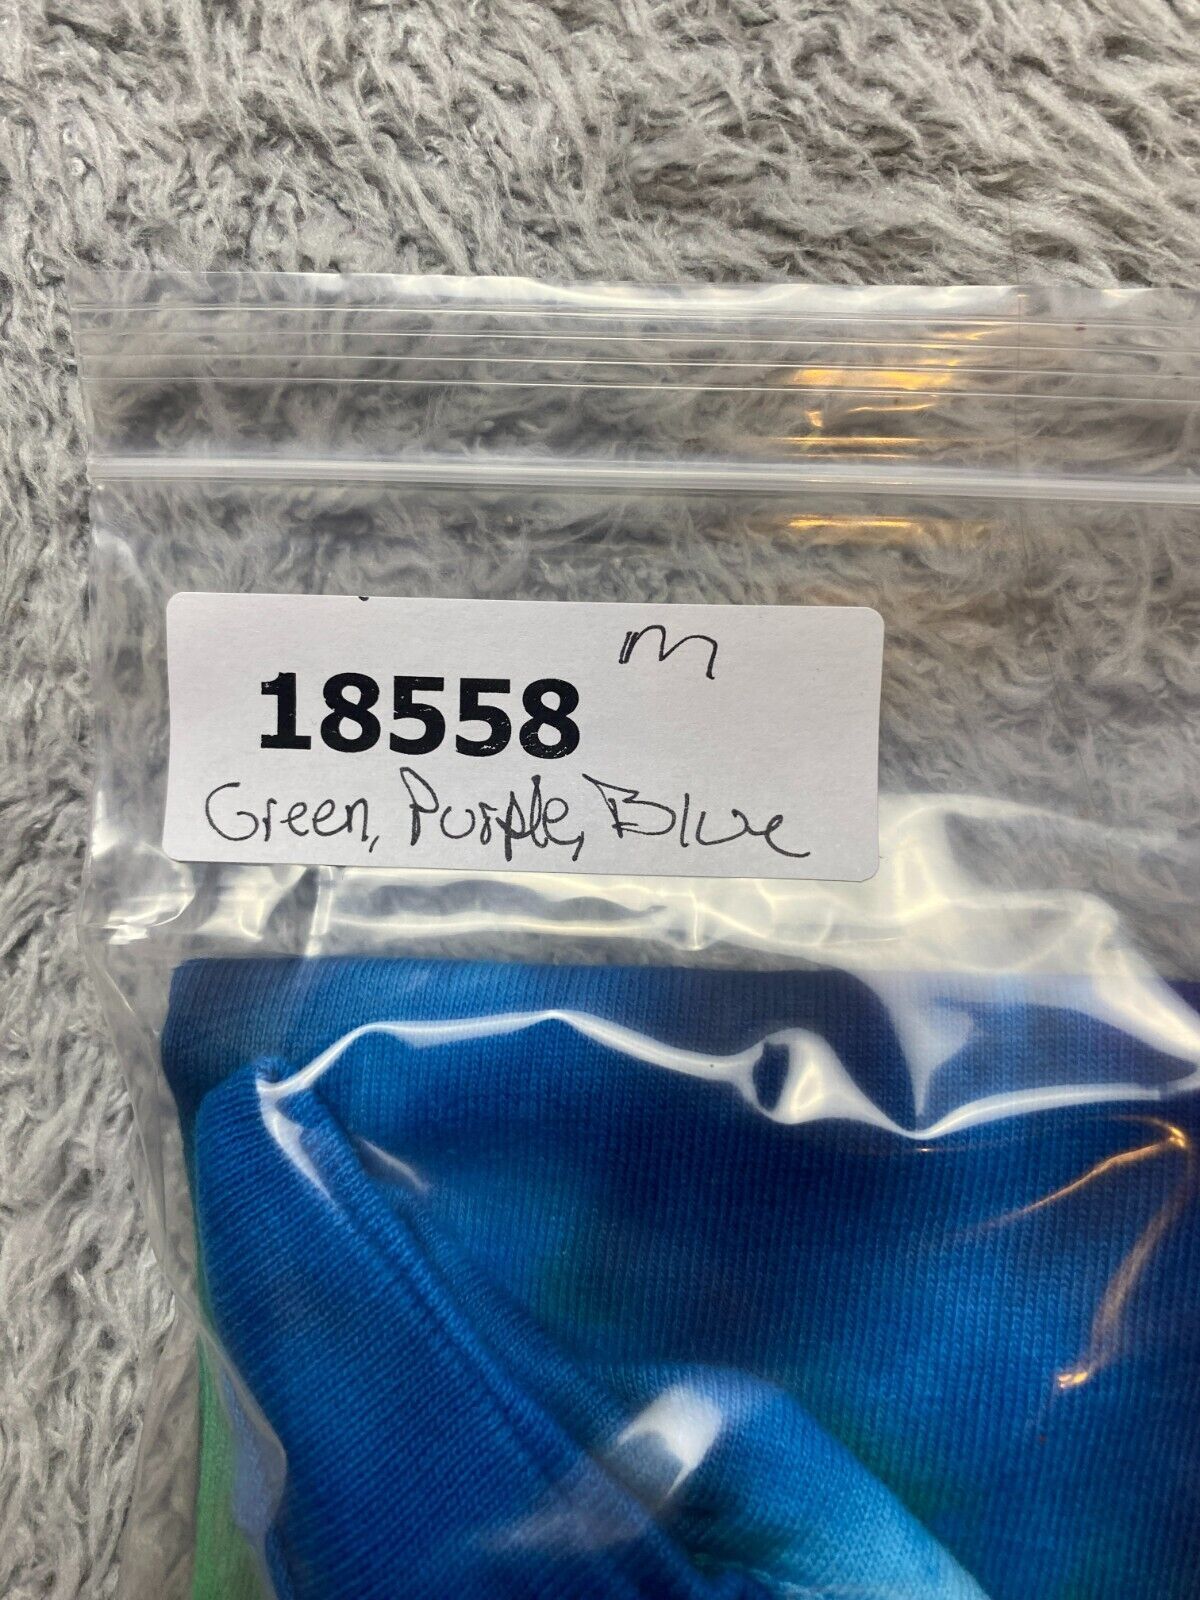 m
18558
Green, Purple, Blue